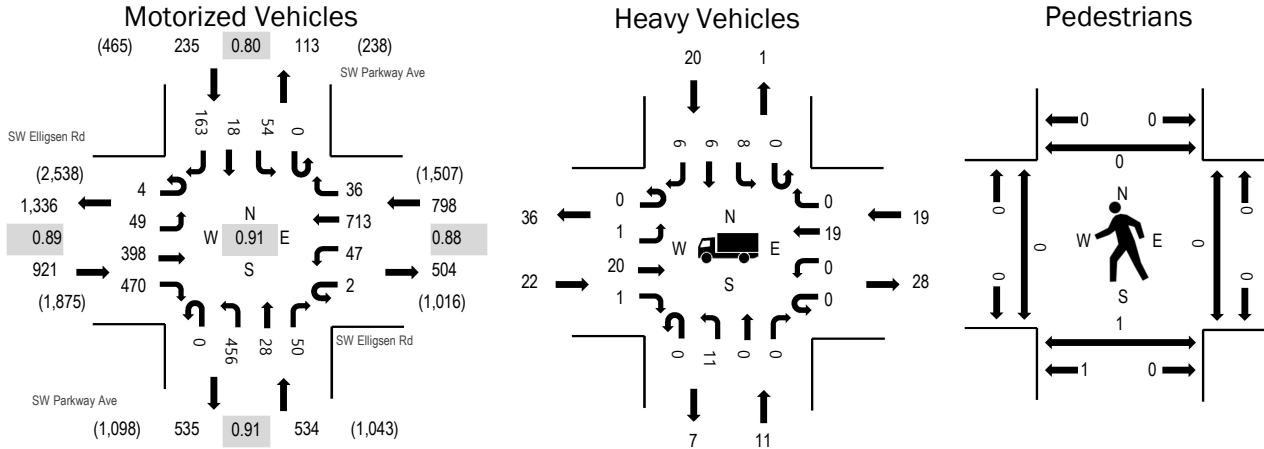 Motorized Vehicles
Heavy Vehicles
Pedestrians
(465) 235 0.80 113 (238)
SW Parkway Ave
163 18 54 0
SW Elligsen Rd
(2,538) 4 36 (1,507)
1,336 49 N 713 798
0.89 W 0.91 E 0.88
398 S 47
921 470 2 504
(1,875) (1,016)
0 456 28 50
SW Elligsen Rd
SW Parkway Ave
(1,098) 535 0.91 534 (1,043)
20 1
6 6 8 0
0 0
36 1 N 19 19
W E
20 0
22 1 S 0 28
0 11 0 0
7 11
0 0
0
0 N 0
W 0 0 E
0 S 0
1
1 0